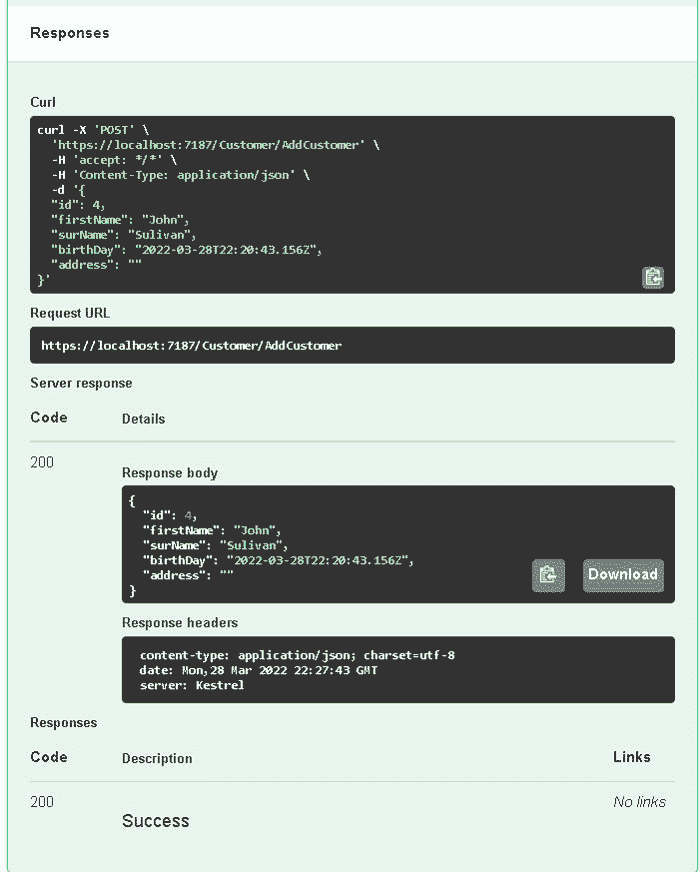 Responses
Curl
curl -X 'POST' \
'https://localhost:7187/Customer/AddCustomer' \
-H 'accept: */*' \
-H 'Content-Type: application/json' \
-d '{
"id": 4,
"firstName": "John",
"surName": "Sulivan",
"birthDay": "2022-03-28T22:20:43.156Z",
"address": ""
}'
Request URL
https://localhost:7187/Customer/AddCustomer
Server response
Code Details
200
Response body
{
"id": 4,
"firstName": "John",
"surName": "Sulivan",
"birthDay": "2022-03-28T22:20:43.156Z",
"address": ""
}
Download
Response headers
content-type: application/json; charset=utf-8
date: Mon,28 Mar 2022 22:27:43 GMT
server: Kestrel
Responses
Code Description Links
200 No links
Success